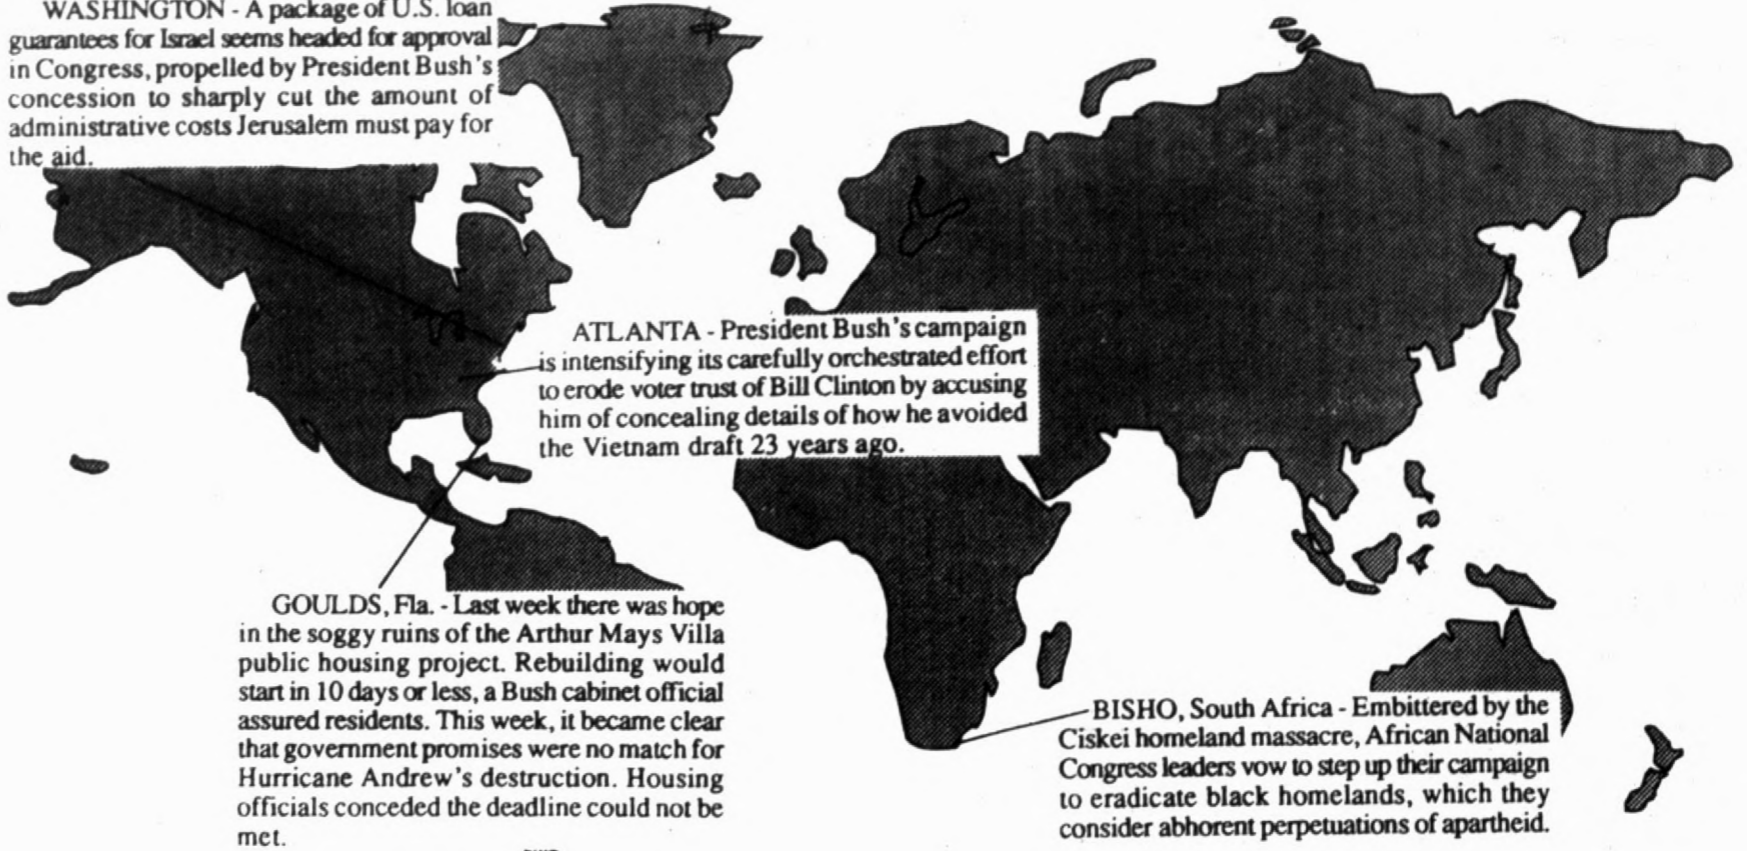 WASHINGTON - A package of U.S. loan
guarantees for Israel seems headed for approval
in Congress, propelled by President Bush's
concession to sharply cut the amount of
administrative costs Jerusalem must pay for
the aid.
ATLANTA - President Bush's campaign
is intensifying its carefully orchestrated effort
to erode voter trust of Bill Clinton by accusing
him of concealing details of how he avoided
the Vietnam draft 23 years ago.
GOULDS, Fla. - Last week there was hope
in the soggy ruins of the Arthur Mays Villa
public housing project. Rebuilding would
start in 10 days or less, a Bush cabinet official
assured residents. This week, it became clear
that government promises were no match for
Hurricane Andrew's destruction. Housing
officials conceded the deadline could not be
met.
BISHO, South Africa - Embittered by the
Ciskei homeland massacre, African National
Congress leaders vow to step up their campaign
to eradicate black homelands, which they
consider abhorent perpetuations of apartheid.